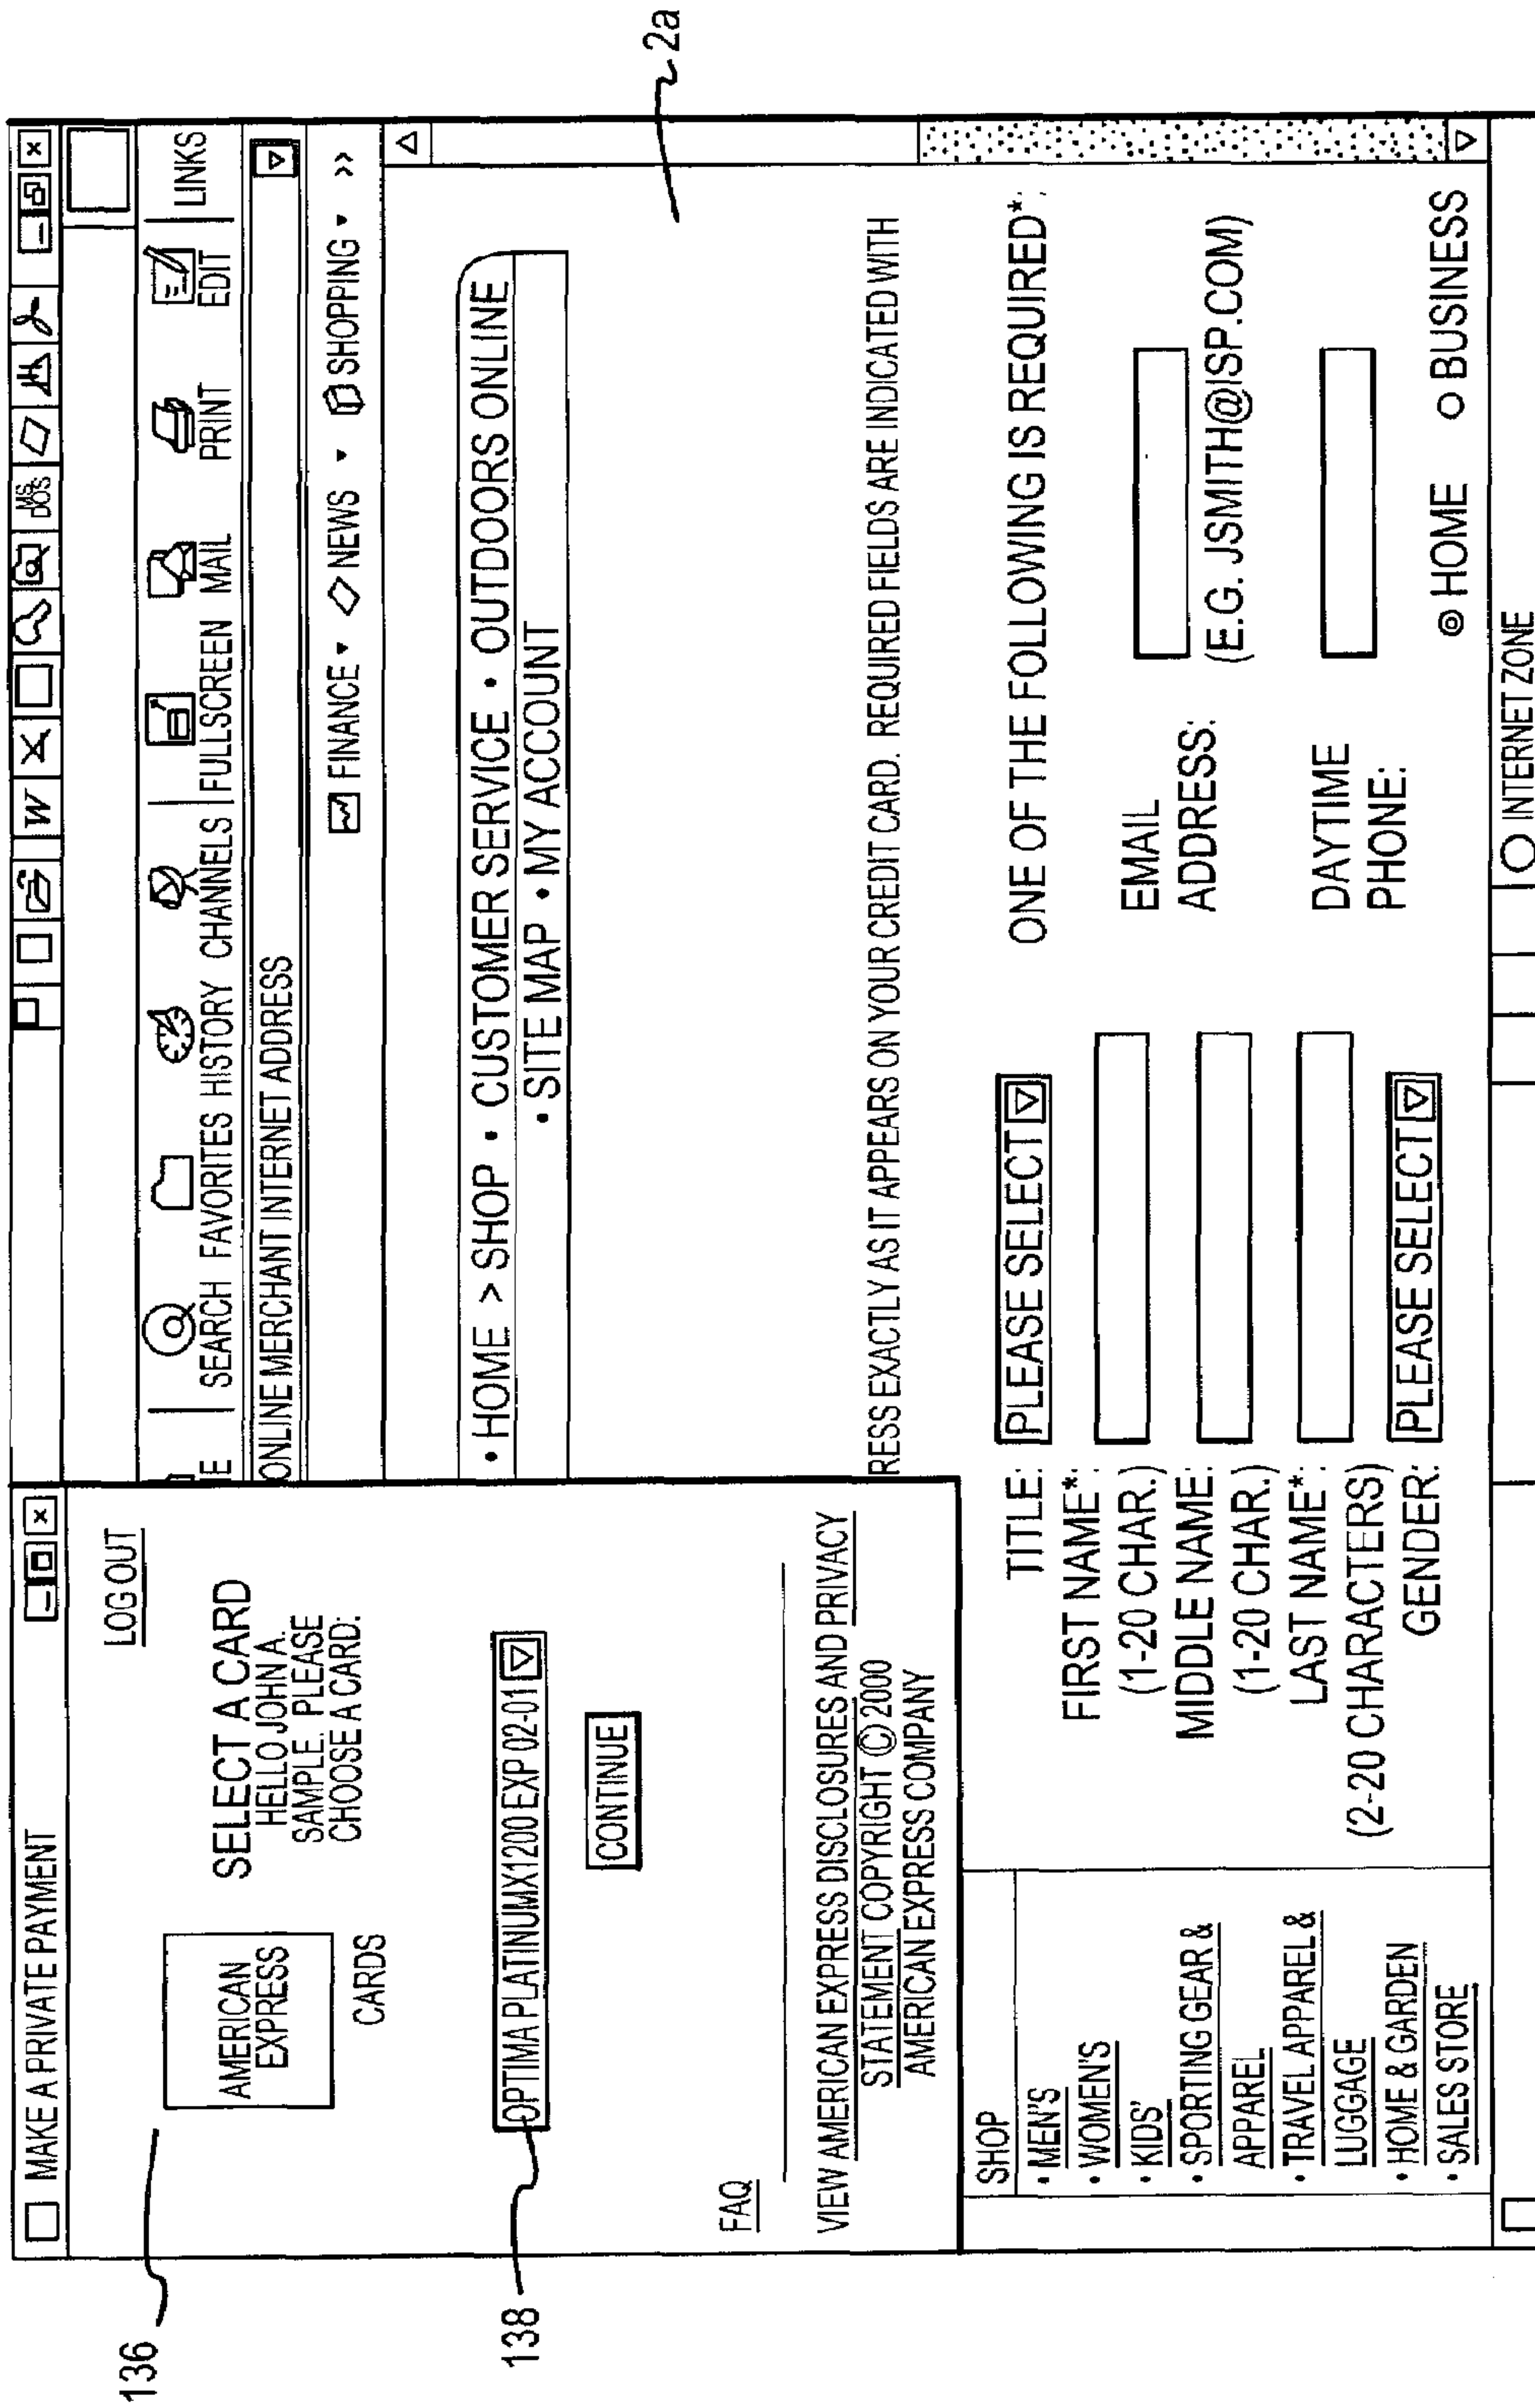 136
138
2a
MAKE A PRIVATE PAYMENT
LOG OUT
AMERICAN
EXPRESS
CARDS
SELECT A CARD
HELLO JOHN A.
SAMPLE. PLEASE
CHOOSE A CARD:
OPTIMA PLATINUMX1200 EXP 02-01
CONTINUE
FAQ
VIEW AMERICAN EXPRESS DISCLOSURES AND PRIVACY
STATEMENT COPYRIGHT © 2000
AMERICAN EXPRESS COMPANY
W X MS DOS
E SEARCH FAVORITES HISTORY CHANNELS FULLSCREEN MAIL PRINT EDIT LINKS
ONLINE MERCHANT INTERNET ADDRESS
FINANCE NEWS SHOPPING »
• HOME > SHOP • CUSTOMER SERVICE • OUTDOORS ONLINE
• SITE MAP • MY ACCOUNT
RESS EXACTLY AS IT APPEARS ON YOUR CREDIT CARD. REQUIRED FIELDS ARE INDICATED WITH
SHOP
• MEN'S
• WOMEN'S
• KIDS'
• SPORTING GEAR &
APPAREL
• TRAVEL APPAREL &
LUGGAGE
• HOME & GARDEN
• SALES STORE
TITLE: PLEASE SELECT
FIRST NAME*:
(1-20 CHAR.)
MIDDLE NAME:
(1-20 CHAR.)
LAST NAME*:
(2-20 CHARACTERS)
GENDER: PLEASE SELECT
ONE OF THE FOLLOWING IS REQUIRED*:
EMAIL
ADDRESS:
(E.G. JSMITH@ISP.COM)
DAYTIME
PHONE:
HOME BUSINESS
INTERNET ZONE